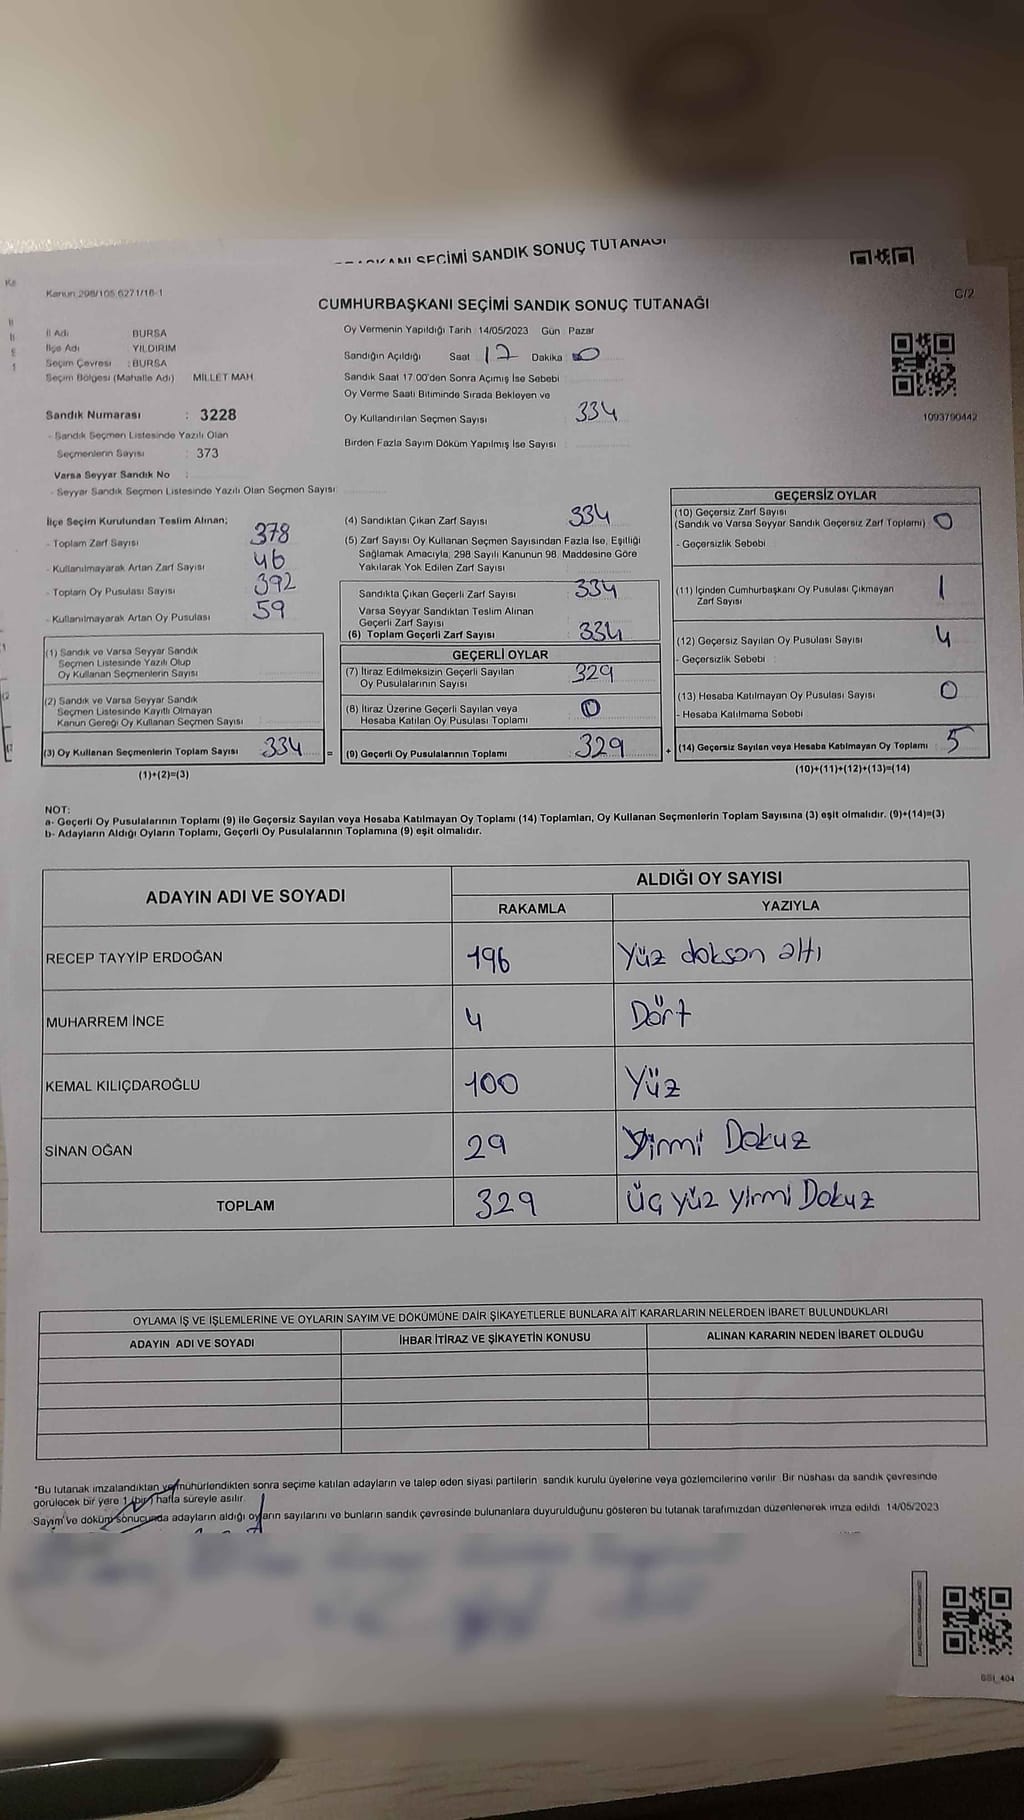 CUMHURBAŞKANI SEÇİMİ SANDIK SONUÇ TUTANAĞI
Kanun:298/105,6271/16-1
C/2
CUMHURBAŞKANI SEÇİMİ SANDIK SONUÇ TUTANAĞI
İl Adı BURSA
İlçe Adı YILDIRIM
Seçim Çevresi : BURSA
Seçim Bölgesi (Mahalle Adı) MİLLET MAH.
Sandık Numarası : 3228
- Sandık Seçmen Listesinde Yazılı Olan
Seçmenlerin Sayısı : 373
Varsa Seyyar Sandık No :
- Seyyar Sandık Seçmen Listesinde Yazılı Olan Seçmen Sayısı:
Oy Vermenin Yapıldığı Tarih 14/05/2023 Gün Pazar
Sandığın Açıldığı Saat 17 Dakika 0
Sandık Saat 17:00'den Sonra Açımış İse Sebebi
Oy Verme Saati Bitiminde Sırada Bekleyen ve
Oy Kullandırılan Seçmen Sayısı 334
Birden Fazla Sayım Döküm Yapılmış İse Sayısı
1093790442
İlçe Seçim Kurulundan Teslim Alınan;
- Toplam Zarf Sayısı 378
- Kullanılmayarak Artan Zarf Sayısı 46
- Toplam Oy Pusulası Sayısı 392
- Kullanılmayarak Artan Oy Pusulası 59
(1) Sandık ve Varsa Seyyar Sandık
Seçmen Listesinde Yazılı Olup
Oy Kullanan Seçmenlerin Sayısı
(2) Sandık ve Varsa Seyyar Sandık
Seçmen Listesinde Kayıtlı Olmayan
Kanun Gereği Oy Kullanan Seçmen Sayısı
(3) Oy Kullanan Seçmenlerin Toplam Sayısı 334 =
(1)+(2)=(3)
(4) Sandıktan Çıkan Zarf Sayısı 334
(5) Zarf Sayısı Oy Kullanan Seçmen Sayısından Fazla İse, Eşitliği
Sağlamak Amacıyla, 298 Sayılı Kanunun 98. Maddesine Göre
Yakılarak Yok Edilen Zarf Sayısı
Sandıkta Çıkan Geçerli Zarf Sayısı 334
Varsa Seyyar Sandıktan Teslim Alınan
Geçerli Zarf Sayısı
(6) Toplam Geçerli Zarf Sayısı 334
GEÇERLİ OYLAR
(7) İtiraz Edilmeksizin Geçerli Sayılan
Oy Pusulalarının Sayısı 329
(8) İtiraz Üzerine Geçerli Sayılan veya
Hesaba Katılan Oy Pusulası Toplamı 0
(9) Geçerli Oy Pusulalarının Toplamı 329 +
GEÇERSİZ OYLAR
(10) Geçersiz Zarf Sayısı
(Sandık ve Varsa Seyyar Sandık Geçersiz Zarf Toplamı) 0
- Geçersizlik Sebebi
(11) İçinden Cumhurbaşkanı Oy Pusulası Çıkmayan
Zarf Sayısı 1
(12) Geçersiz Sayılan Oy Pusulası Sayısı 4
- Geçersizlik Sebebi :
(13) Hesaba Katılmayan Oy Pusulası Sayısı 0
- Hesaba Katılmama Sebebi
(14) Geçersiz Sayılan veya Hesaba Katılmayan Oy Toplamı 5
(10)+(11)+(12)+(13)=(14)
NOT:
a- Geçerli Oy Pusulalarının Toplamı (9) ile Geçersiz Sayılan veya Hesaba Katılmayan Oy Toplamı (14) Toplamları, Oy Kullanan Seçmenlerin Toplam Sayısına (3) eşit olmalıdır. (9)+(14)=(3)
b- Adayların Aldığı Oyların Toplamı, Geçerli Oy Pusulalarının Toplamına (9) eşit olmalıdır.
ADAYIN ADI VE SOYADI ALDIĞI OY SAYISI
RAKAMLA YAZIYLA
RECEP TAYYİP ERDOĞAN 196 Yüz doksan altı
MUHARREM İNCE 4 Dört
KEMAL KILIÇDAROĞLU 100 Yüz
SİNAN OĞAN 29 Yirmi Dokuz
TOPLAM 329 üç yüz yirmi Dokuz
OYLAMA İŞ VE İŞLEMLERİNE VE OYLARIN SAYIM VE DÖKÜMÜNE DAİR ŞİKAYETLERLE BUNLARA AİT KARARLARIN NELERDEN İBARET BULUNDUKLARI
ADAYIN ADI VE SOYADI İHBAR İTİRAZ VE ŞİKAYETİN KONUSU ALINAN KARARIN NEDEN İBARET OLDUĞU
*Bu tutanak imzalandıktan ve mühürlendikten sonra seçime katılan adayların ve talep eden siyasi partilerin sandık kurulu üyelerine veya gözlemcilerine verilir. Bir nüshası da sandık çevresinde
görülecek bir yere 1 (bir) hafta süreyle asılır.
Sayım ve döküm sonucunda adayların aldığı oyların sayılarını ve bunların sandık çevresinde bulunanlara duyurulduğunu gösteren bu tutanak tarafımızdan düzenlenerek imza edildi. 14/05/2023